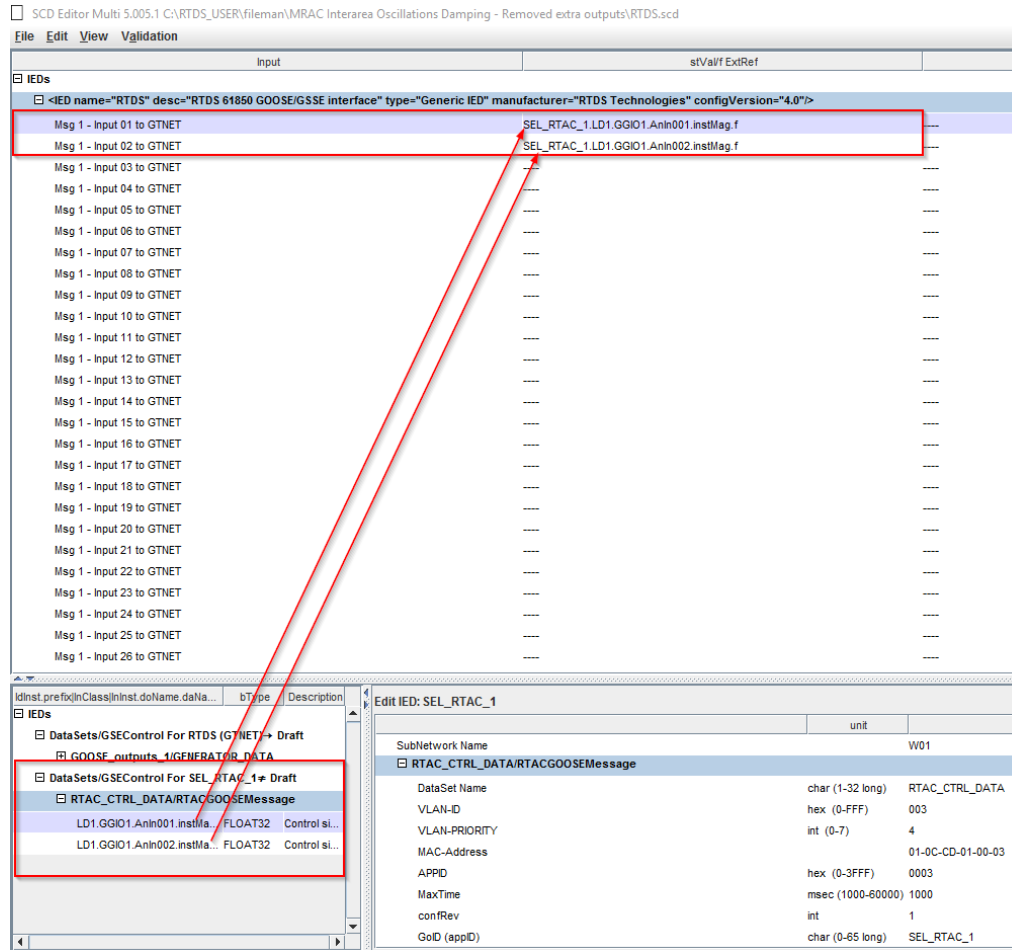 SCD Editor Multi 5.005.1 C:\RTDS_USER\fileman\MRAC Interarea Oscillations Damping - Removed extra outputs\RTDS.scd
File Edit View Validation
Input stVal/f ExtRef
IEDs
<IED name="RTDS" desc="RTDS 61850 GOOSE/GSSE interface" type="Generic IED" manufacturer="RTDS Technologies" configVersion="4.0"/>
Msg 1 - Input 01 to GTNET SEL_RTAC_1.LD1.GGIO1.AnIn001.instMag.f ----
Msg 1 - Input 02 to GTNET SEL_RTAC_1.LD1.GGIO1.AnIn002.instMag.f ----
Msg 1 - Input 03 to GTNET ---- ----
Msg 1 - Input 04 to GTNET ---- ----
Msg 1 - Input 05 to GTNET ---- ----
Msg 1 - Input 06 to GTNET ---- ----
Msg 1 - Input 07 to GTNET ---- ----
Msg 1 - Input 08 to GTNET ---- ----
Msg 1 - Input 09 to GTNET ---- ----
Msg 1 - Input 10 to GTNET ---- ----
Msg 1 - Input 11 to GTNET ---- ----
Msg 1 - Input 12 to GTNET ---- ----
Msg 1 - Input 13 to GTNET ---- ----
Msg 1 - Input 14 to GTNET ---- ----
Msg 1 - Input 15 to GTNET ---- ----
Msg 1 - Input 16 to GTNET ---- ----
Msg 1 - Input 17 to GTNET ---- ----
Msg 1 - Input 18 to GTNET ---- ----
Msg 1 - Input 19 to GTNET ---- ----
Msg 1 - Input 20 to GTNET ---- ----
Msg 1 - Input 21 to GTNET ---- ----
Msg 1 - Input 22 to GTNET ---- ----
Msg 1 - Input 23 to GTNET ---- ----
Msg 1 - Input 24 to GTNET ---- ----
Msg 1 - Input 25 to GTNET ---- ----
Msg 1 - Input 26 to GTNET ---- ----
ldInst.prefix|lnClass|lnInst.doName.daNa... bType Description
IEDs
DataSets/GSEControl For RTDS (GTNET)→ Draft
GOOSE_outputs_1/GENERATOR_DATA
DataSets/GSEControl For SEL_RTAC_1≠ Draft
RTAC_CTRL_DATA/RTACGOOSEMessage
LD1.GGIO1.AnIn001.instMa... FLOAT32 Control si...
LD1.GGIO1.AnIn002.instMa... FLOAT32 Control si...
Edit IED: SEL_RTAC_1
unit
SubNetwork Name W01
RTAC_CTRL_DATA/RTACGOOSEMessage
DataSet Name char (1-32 long) RTAC_CTRL_DATA
VLAN-ID hex (0-FFF) 003
VLAN-PRIORITY int (0-7) 4
MAC-Address 01-0C-CD-01-00-03
APPID hex (0-3FFF) 0003
MaxTime msec (1000-60000) 1000
confRev int 1
GoID (appID) char (0-65 long) SEL_RTAC_1